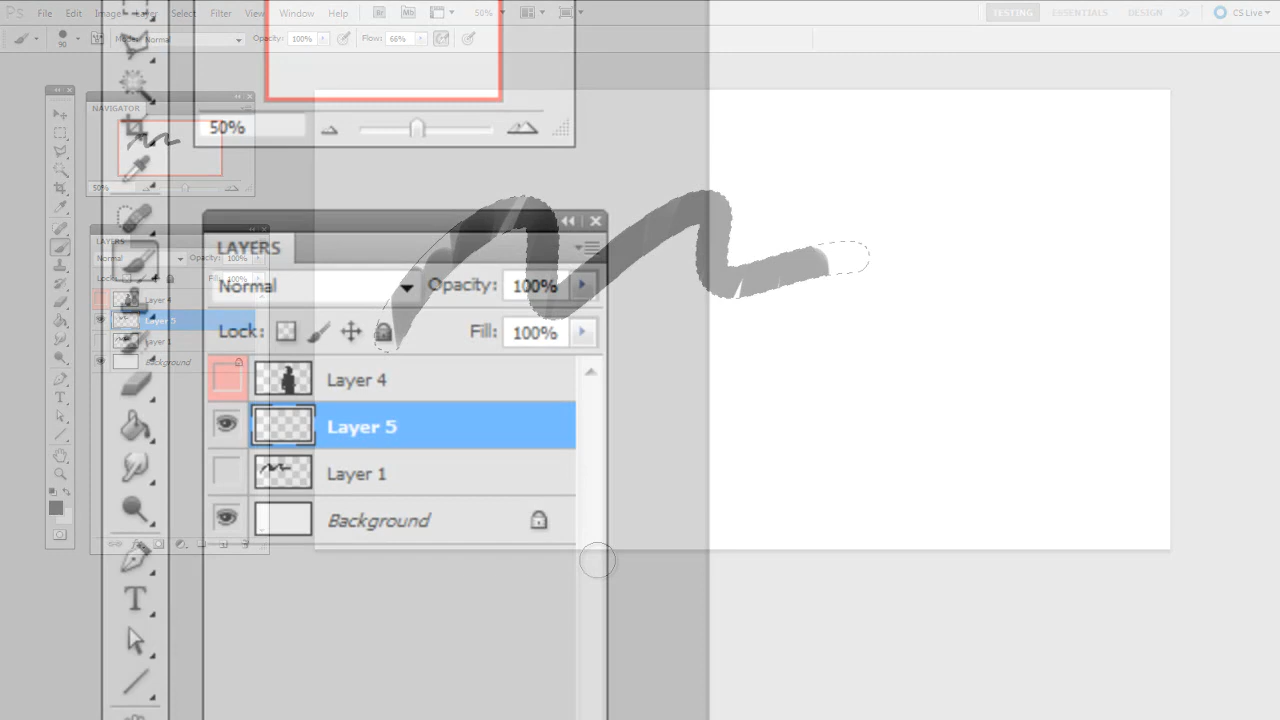 PS File Edit Image Layer Select Filter View Window Help Mb 50% TESTING ESSENTIALS DESIGN CS Live
90 Mode: Normal Opacity: 100% Flow: 66%
NAVIGATOR
50%
50%
LAYERS
Normal Opacity: 100%
Lock: Fill: 100%
Layer 4
Layer 5
Layer 1
Background
LAYERS
Normal Opacity: 100%
Lock: Fill: 100%
Layer 4
Layer 5
Layer 1
Background